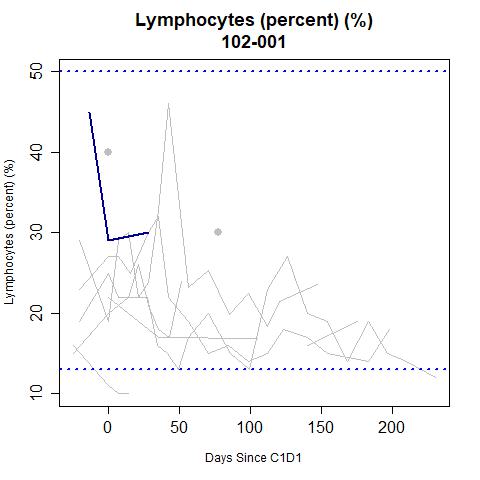 Lymphocytes (percent) (%)
102-001
50
40
30
20
10
Lymphocytes (percent) (%)
0 50 100 150 200
Days Since C1D1